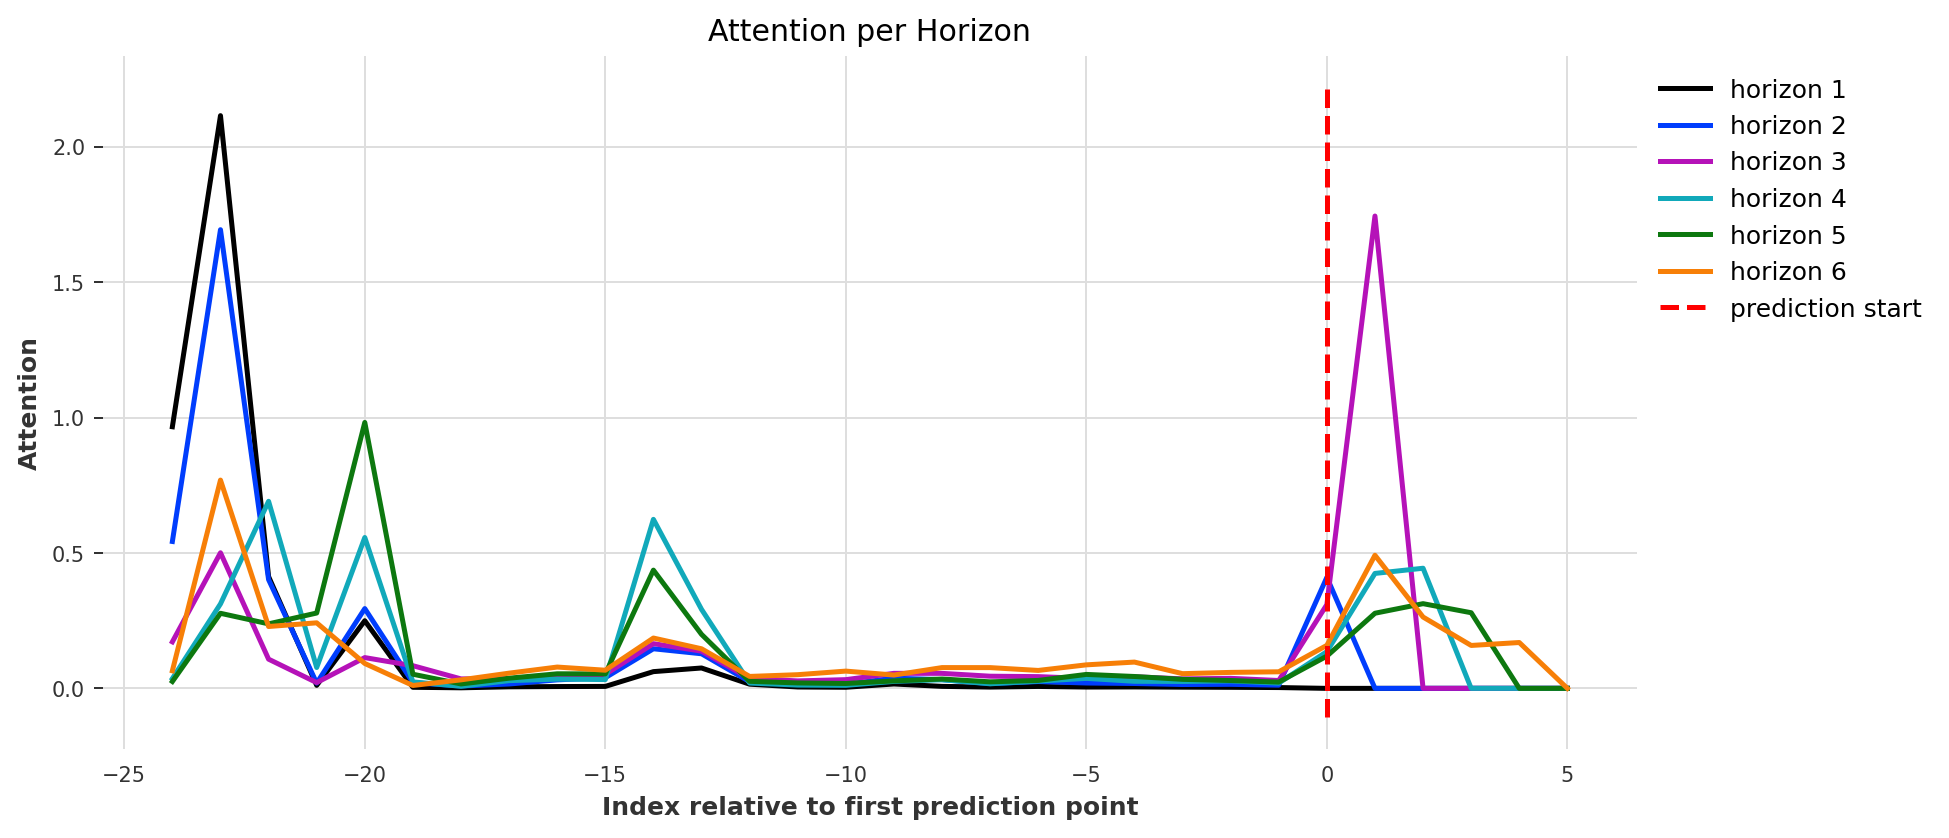 Attention per Horizon
2.0
1.5
1.0
0.5
0.0
Attention
−25
−20
−15
−10
−5
0
5
Index relative to first prediction point
horizon 1
horizon 2
horizon 3
horizon 4
horizon 5
horizon 6
prediction start